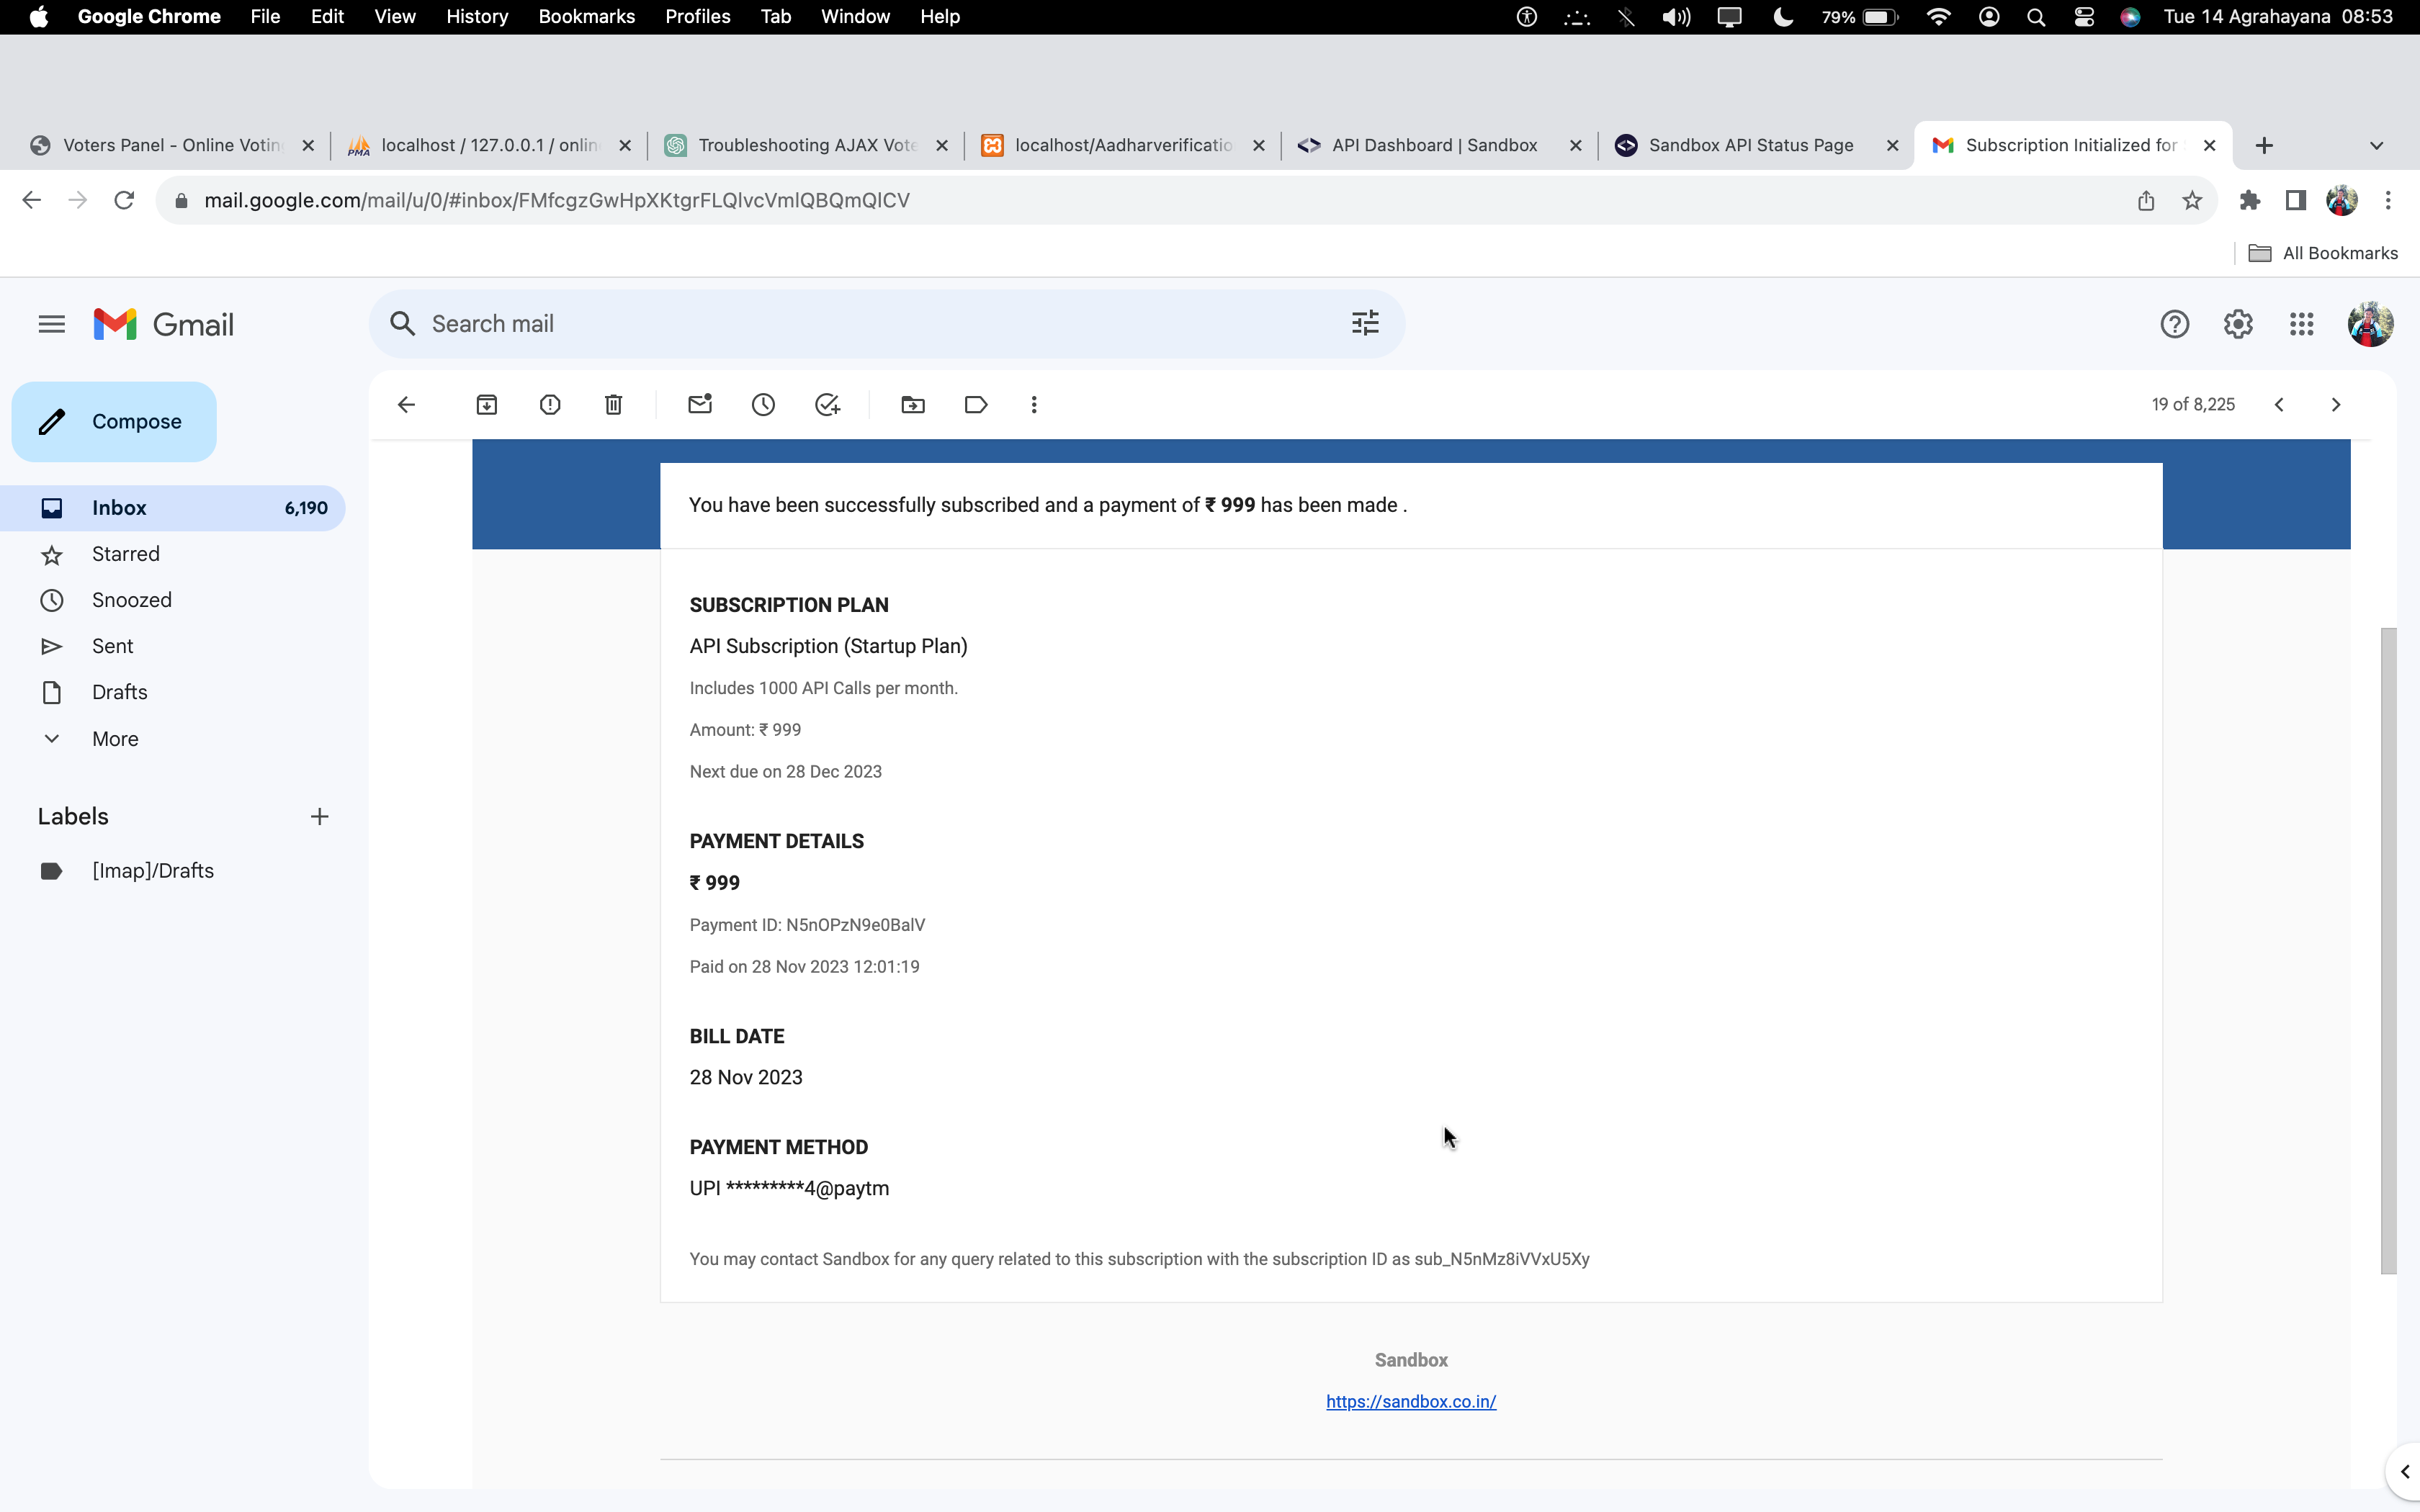 Google Chrome File Edit View History Bookmarks Profiles Tab Window Help 79% Tue 14 Agrahayana 08:53
Voters Panel - Online Voting localhost / 127.0.0.1 / onlin Troubleshooting AJAX Vote localhost/Aadharverificatio API Dashboard | Sandbox Sandbox API Status Page Subscription Initialized for
mail.google.com/mail/u/0/#inbox/FMfcgzGwHpXKtgrFLQlvcVmlQBQmQlCV
All Bookmarks
Gmail
Search mail
Compose
19 of 8,225
Inbox 6,190
Starred
Snoozed
Sent
Drafts
More
Labels
[Imap]/Drafts
You have been successfully subscribed and a payment of ₹ 999 has been made .
SUBSCRIPTION PLAN
API Subscription (Startup Plan)
Includes 1000 API Calls per month.
Amount: ₹ 999
Next due on 28 Dec 2023
PAYMENT DETAILS
₹ 999
Payment ID: N5nOPzN9e0BalV
Paid on 28 Nov 2023 12:01:19
BILL DATE
28 Nov 2023
PAYMENT METHOD
UPI *********4@paytm
You may contact Sandbox for any query related to this subscription with the subscription ID as sub_N5nMz8iVVxU5Xy
Sandbox
https://sandbox.co.in/